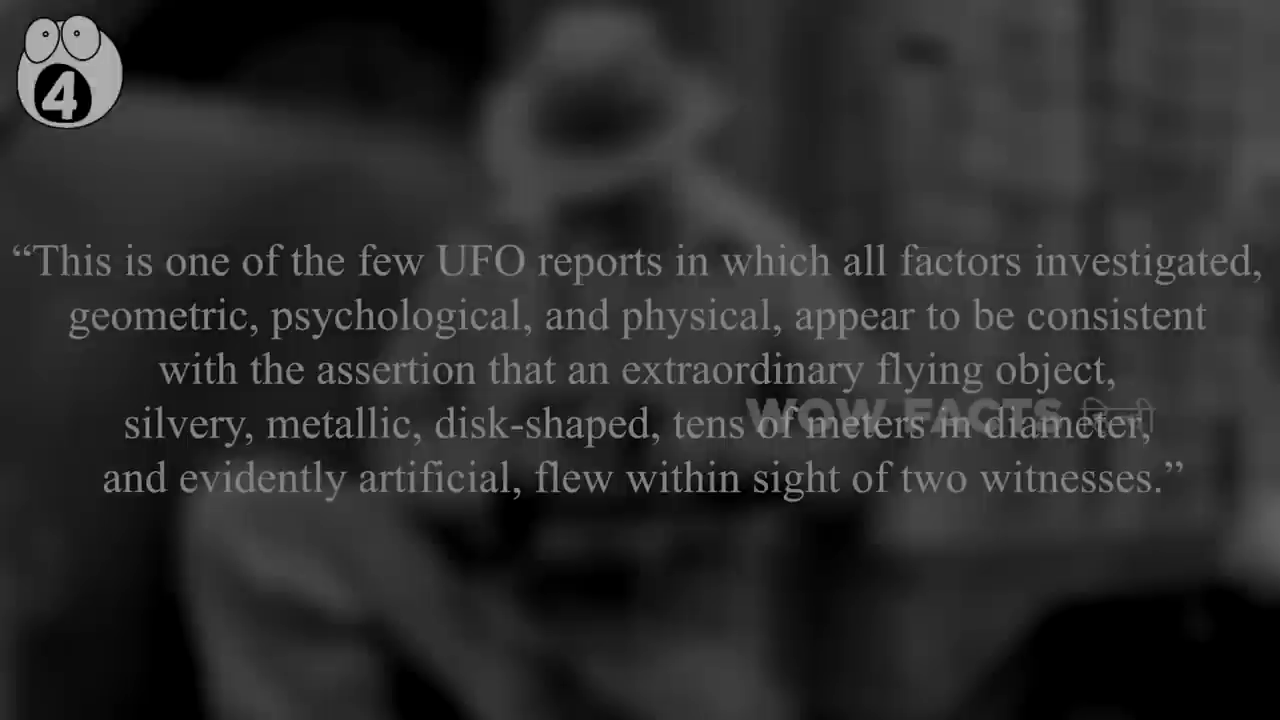 4
“This is one of the few UFO reports in which all factors investigated,
geometric, psychological, and physical, appear to be consistent
with the assertion that an extraordinary flying object,
WOW FACTS हिन्दी
silvery, metallic, disk-shaped, tens of meters in diameter,
and evidently artificial, flew within sight of two witnesses.”